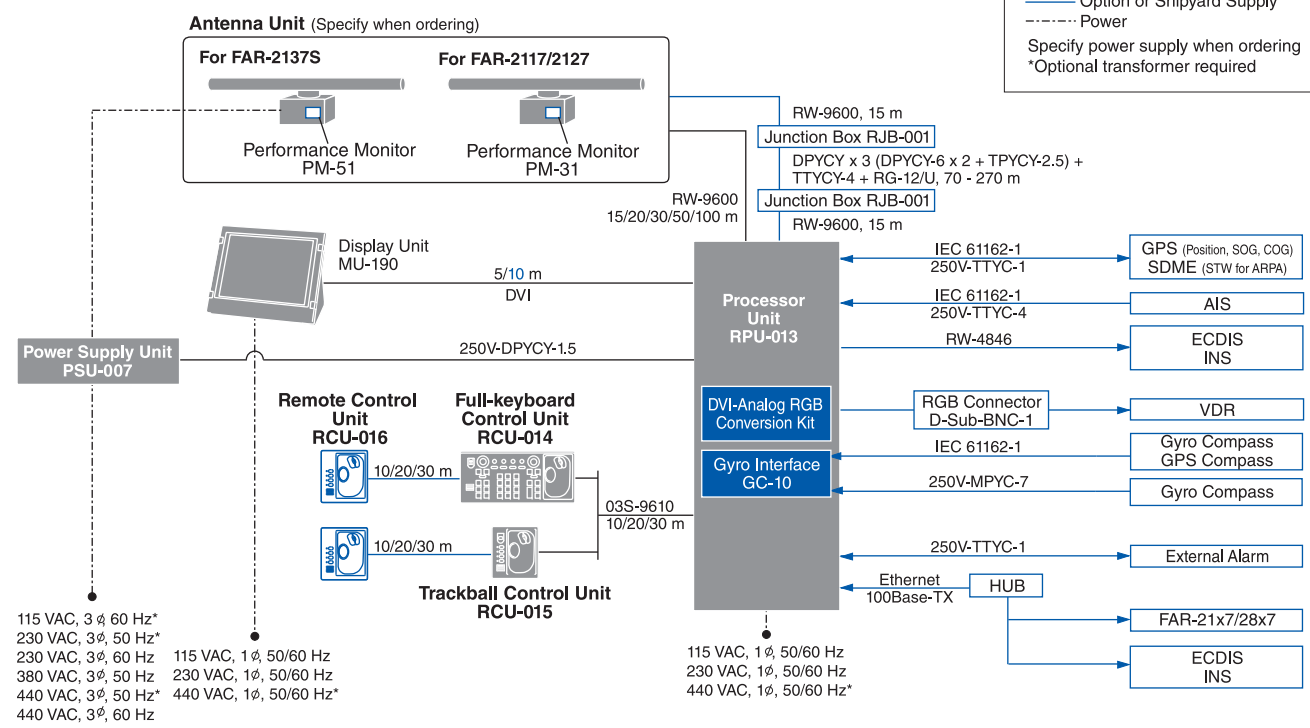 Option or Shipyard Supply
Power
Specify power supply when ordering
*Optional transformer required
Antenna Unit (Specify when ordering)
For FAR-2137S
For FAR-2117/2127
Performance Monitor
PM-51
Performance Monitor
PM-31
RW-9600, 15 m
Junction Box RJB-001
DPYCY x 3 (DPYCY-6 x 2 + TPYCY-2.5) +
TTYCY-4 + RG-12/U, 70 - 270 m
Junction Box RJB-001
RW-9600, 15 m
RW-9600
15/20/30/50/100 m
Display Unit
MU-190
5/10 m
DVI
Processor
Unit
RPU-013
IEC 61162-1
250V-TTYC-1
GPS (Position, SOG, COG)
SDME (STW for ARPA)
IEC 61162-1
250V-TTYC-4
AIS
RW-4846
ECDIS
INS
Power Supply Unit
PSU-007
250V-DPYCY-1.5
DVI-Analog RGB
Conversion Kit
RGB Connector
D-Sub-BNC-1
VDR
Remote Control
Unit
RCU-016
Full-keyboard
Control Unit
RCU-014
10/20/30 m
Gyro Interface
GC-10
IEC 61162-1
Gyro Compass
GPS Compass
250V-MPYC-7
Gyro Compass
03S-9610
10/20/30 m
10/20/30 m
Trackball Control Unit
RCU-015
250V-TTYC-1
External Alarm
Ethernet
100Base-TX
HUB
FAR-21x7/28x7
ECDIS
INS
115 VAC, 3 ø 60 Hz*
230 VAC, 3ø, 50 Hz*
230 VAC, 3ø, 60 Hz
380 VAC, 3ø, 50 Hz
440 VAC, 3ø, 50 Hz*
440 VAC, 3ø, 60 Hz
115 VAC, 1ø, 50/60 Hz
230 VAC, 1ø, 50/60 Hz
440 VAC, 1ø, 50/60 Hz*
115 VAC, 1ø, 50/60 Hz
230 VAC, 1ø, 50/60 Hz
440 VAC, 1ø, 50/60 Hz*